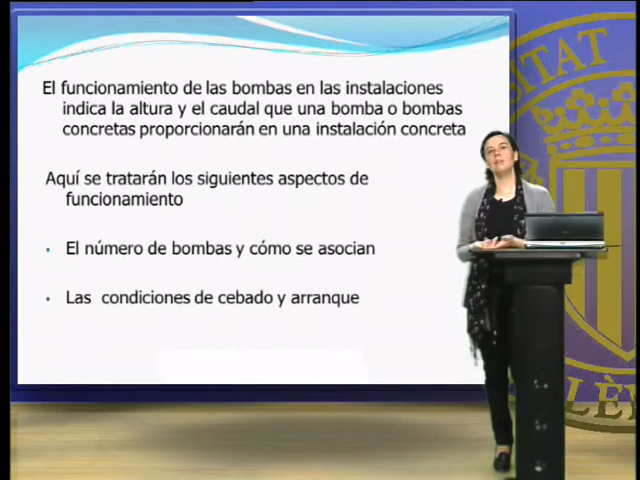 El funcionamiento de las bombas en las instalaciones
indica la altura y el caudal que una bomba o bombas
concretas proporcionarán en una instalación concreta
Aquí se tratarán los siguientes aspectos de
funcionamiento
• El número de bombas y cómo se asocian
• Las condiciones de cebado y arranque